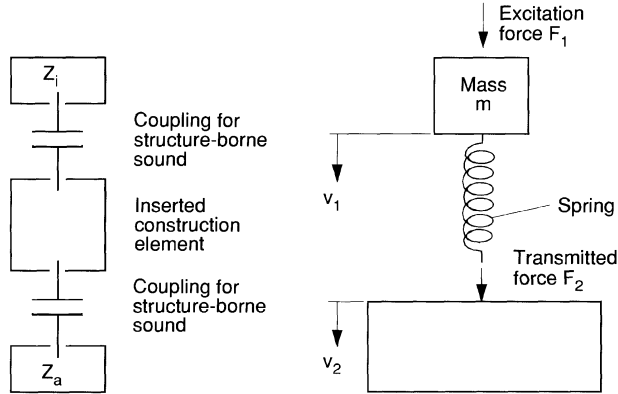 Z_i
Coupling for
structure-borne
sound
Inserted
construction
element
Coupling for
structure-borne
sound
Z_a
Excitation
force F_1
Mass
m
v_1
Spring
Transmitted
force F_2
v_2